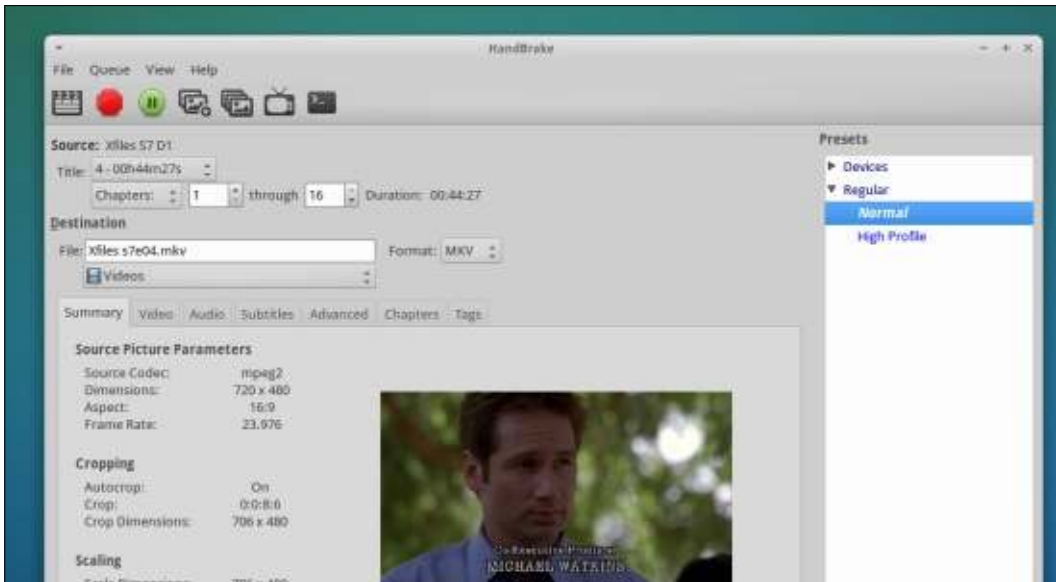 HandBrake
File Queue View Help
Source: Xfiles S7 D1
Title: 4 - 00h44m27s
Chapters: 1 through 16 Duration: 00:44:27
Destination
File: Xfiles s7e04.mkv Format: MKV
Videos
Summary Video Audio Subtitles Advanced Chapters Tags
Source Picture Parameters
Source Codec: mpeg2
Dimensions: 720 x 480
Aspect: 16:9
Frame Rate: 23.976
Cropping
Autocrop: On
Crop: 0:0:8:6
Crop Dimensions: 706 x 480
Scaling
Co-Executive Producer
MICHAEL WATKINS
Presets
Devices
Regular
Normal
High Profile